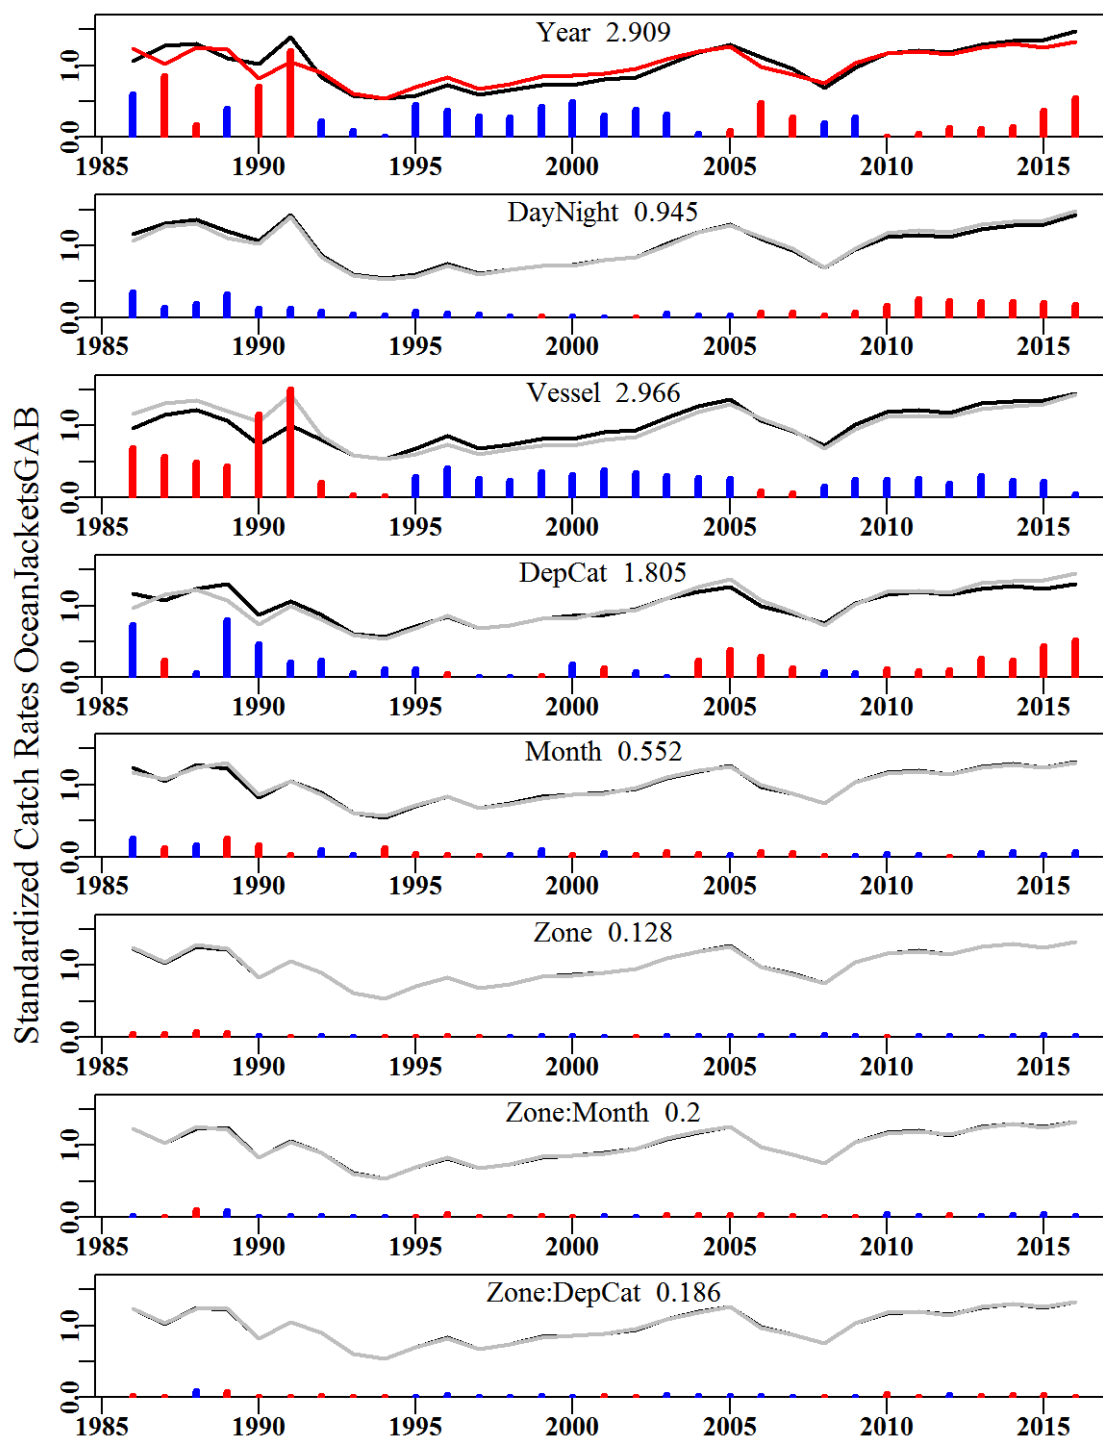 Standardized Catch Rates OceanJacketsGAB
Year 2.909
1.0
0.0
1985 1990 1995 2000 2005 2010 2015
DayNight 0.945
1.0
0.0
1985 1990 1995 2000 2005 2010 2015
Vessel 2.966
1.0
0.0
1985 1990 1995 2000 2005 2010 2015
DepCat 1.805
1.0
0.0
1985 1990 1995 2000 2005 2010 2015
Month 0.552
1.0
0.0
1985 1990 1995 2000 2005 2010 2015
Zone 0.128
1.0
0.0
1985 1990 1995 2000 2005 2010 2015
Zone:Month 0.2
1.0
0.0
1985 1990 1995 2000 2005 2010 2015
Zone:DepCat 0.186
1.0
0.0
1985 1990 1995 2000 2005 2010 2015